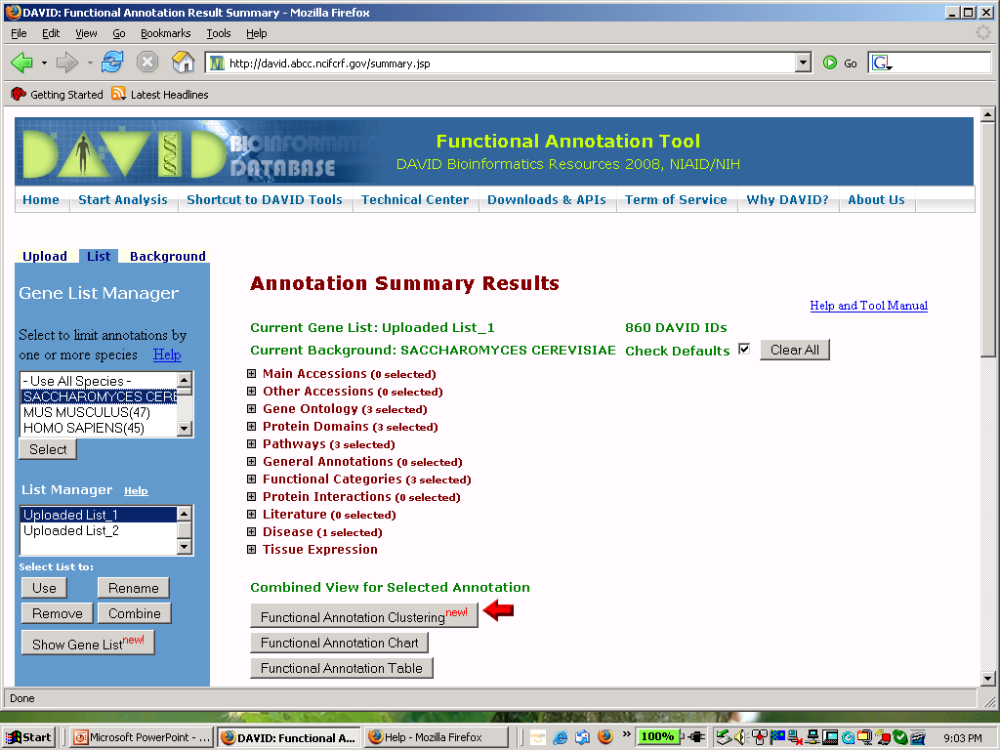 DAVID: Functional Annotation Result Summary - Mozilla Firefox
File Edit View Go Bookmarks Tools Help
http://david.abcc.ncifcrf.gov/summary.jsp Go G
Getting Started Latest Headlines
DAVID BIOINFORMATICS DATABASE
Functional Annotation Tool
DAVID Bioinformatics Resources 2008, NIAID/NIH
Home Start Analysis Shortcut to DAVID Tools Technical Center Downloads & APIs Term of Service Why DAVID? About Us
Upload List Background
Gene List Manager
Select to limit annotations by
one or more species Help
- Use All Species -
SACCHAROMYCES CERE
MUS MUSCULUS(47)
HOMO SAPIENS(45)
Select
List Manager Help
Uploaded List_1
Uploaded List_2
Select List to:
Use Rename
Remove Combine
Show Gene List new!
Annotation Summary Results
Help and Tool Manual
Current Gene List: Uploaded List_1 860 DAVID IDs
Current Background: SACCHAROMYCES CEREVISIAE Check Defaults Clear All
Main Accessions (0 selected)
Other Accessions (0 selected)
Gene Ontology (3 selected)
Protein Domains (3 selected)
Pathways (3 selected)
General Annotations (0 selected)
Functional Categories (3 selected)
Protein Interactions (0 selected)
Literature (0 selected)
Disease (1 selected)
Tissue Expression
Combined View for Selected Annotation
Functional Annotation Clustering new!
Functional Annotation Chart
Functional Annotation Table
Done
Start Microsoft PowerPoint - ... DAVID: Functional A... Help - Mozilla Firefox » 100% 9:03 PM